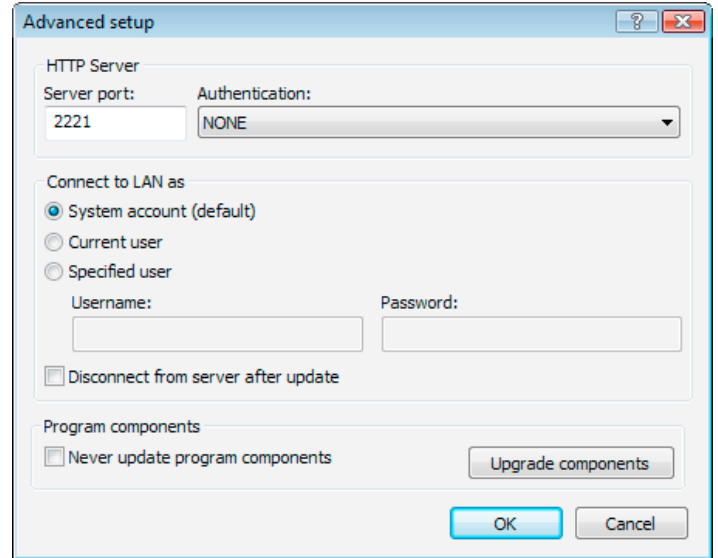 Advanced setup
HTTP Server
Server port: Authentication:
2221 NONE
Connect to LAN as
System account (default)
Current user
Specified user
Username: Password:
Disconnect from server after update
Program components
Never update program components Upgrade components
OK Cancel